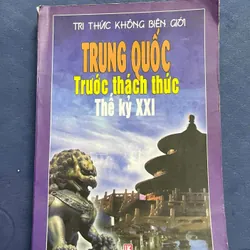 TRI THỨC KHÔNG BIÊN GIỚI
TRUNG QUỐC
Trước thách thức
Thế kỷ XXI